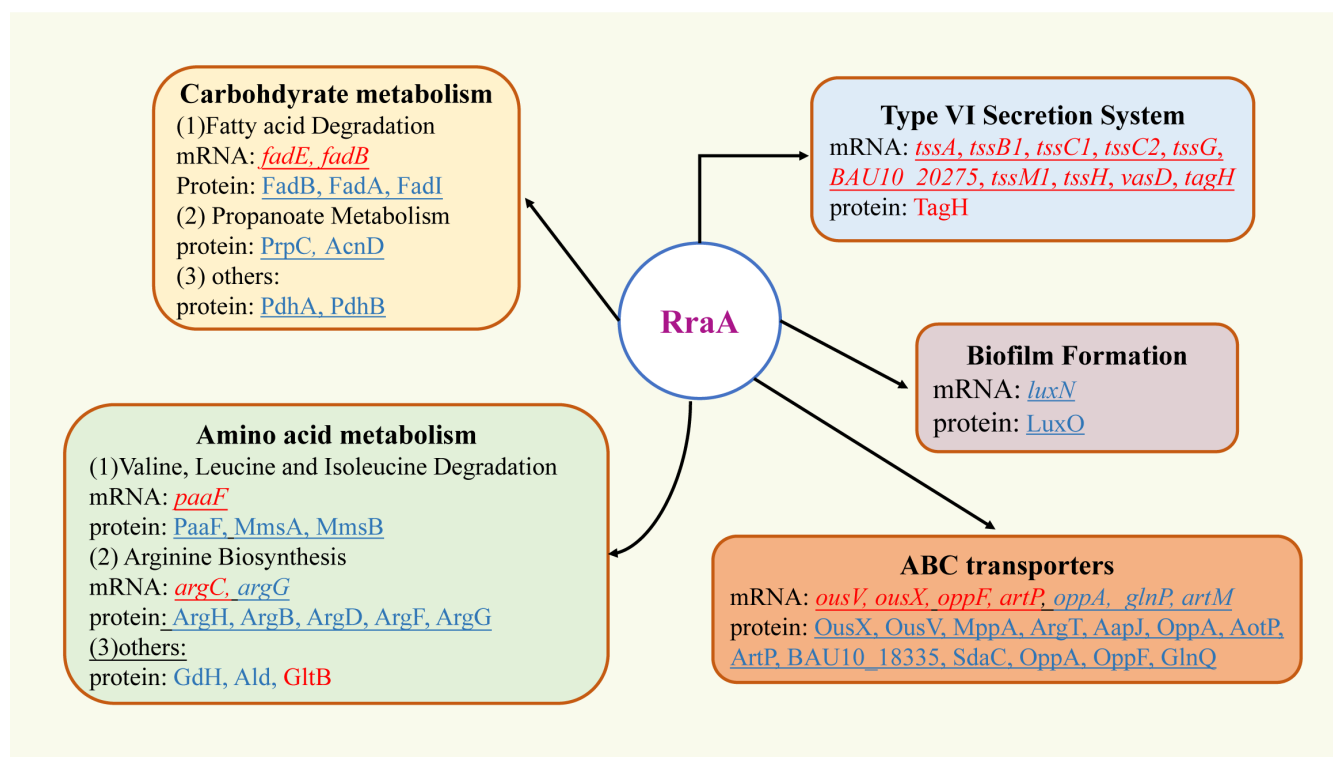 Carbohdyrate metabolism
(1)Fatty acid Degradation
mRNA: fadE, fadB
Protein: FadB, FadA, FadI
(2) Propanoate Metabolism
protein: PrpC, AcnD
(3) others:
protein: PdhA, PdhB
Type VI Secretion System
mRNA: tssA, tssB1, tssC1, tssC2, tssG,
BAU10_20275, tssM1, tssH, vasD, tagH
protein: TagH
RraA
Biofilm Formation
mRNA: luxN
protein: LuxO
Amino acid metabolism
(1)Valine, Leucine and Isoleucine Degradation
mRNA: paaF
protein: PaaF, MmsA, MmsB
(2) Arginine Biosynthesis
mRNA: argC, argG
protein: ArgH, ArgB, ArgD, ArgF, ArgG
(3)others:
protein: GdH, Ald, GltB
ABC transporters
mRNA: ousV, ousX, oppF, artP, oppA, glnP, artM
protein: OusX, OusV, MppA, ArgT, AapJ, OppA, AotP,
ArtP, BAU10_18335, SdaC, OppA, OppF, GlnQ